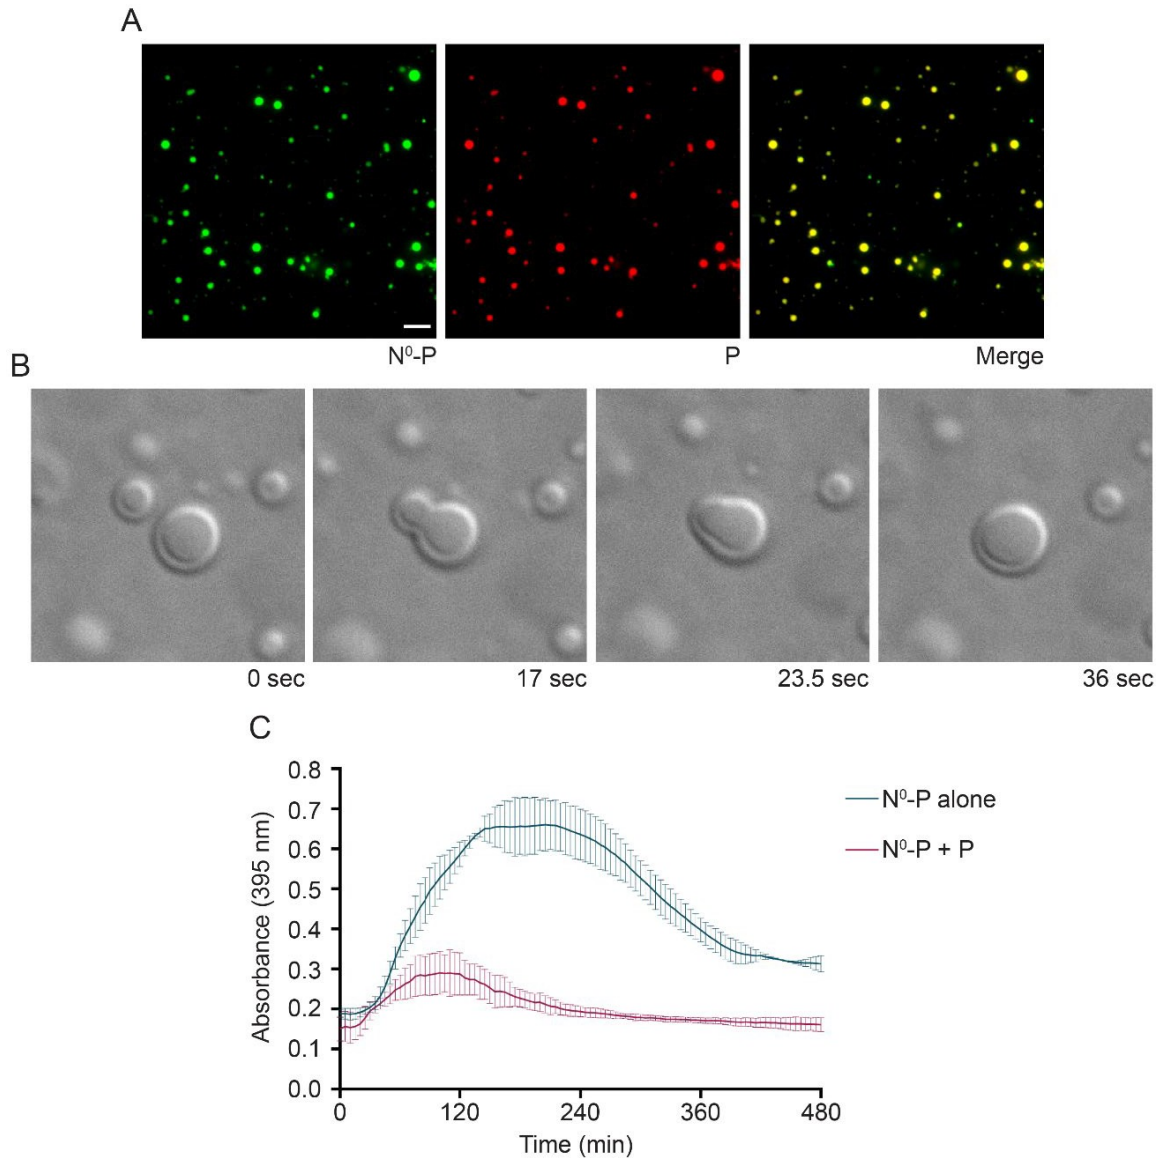 A
N⁰-P P Merge
B
0 sec 17 sec 23.5 sec 36 sec
C
0.8
0.7
0.6
0.5
0.4
0.3
0.2
0.1
0.0
Absorbance (395 nm)
0 120 240 360 480
Time (min)
N⁰-P alone
N⁰-P + P